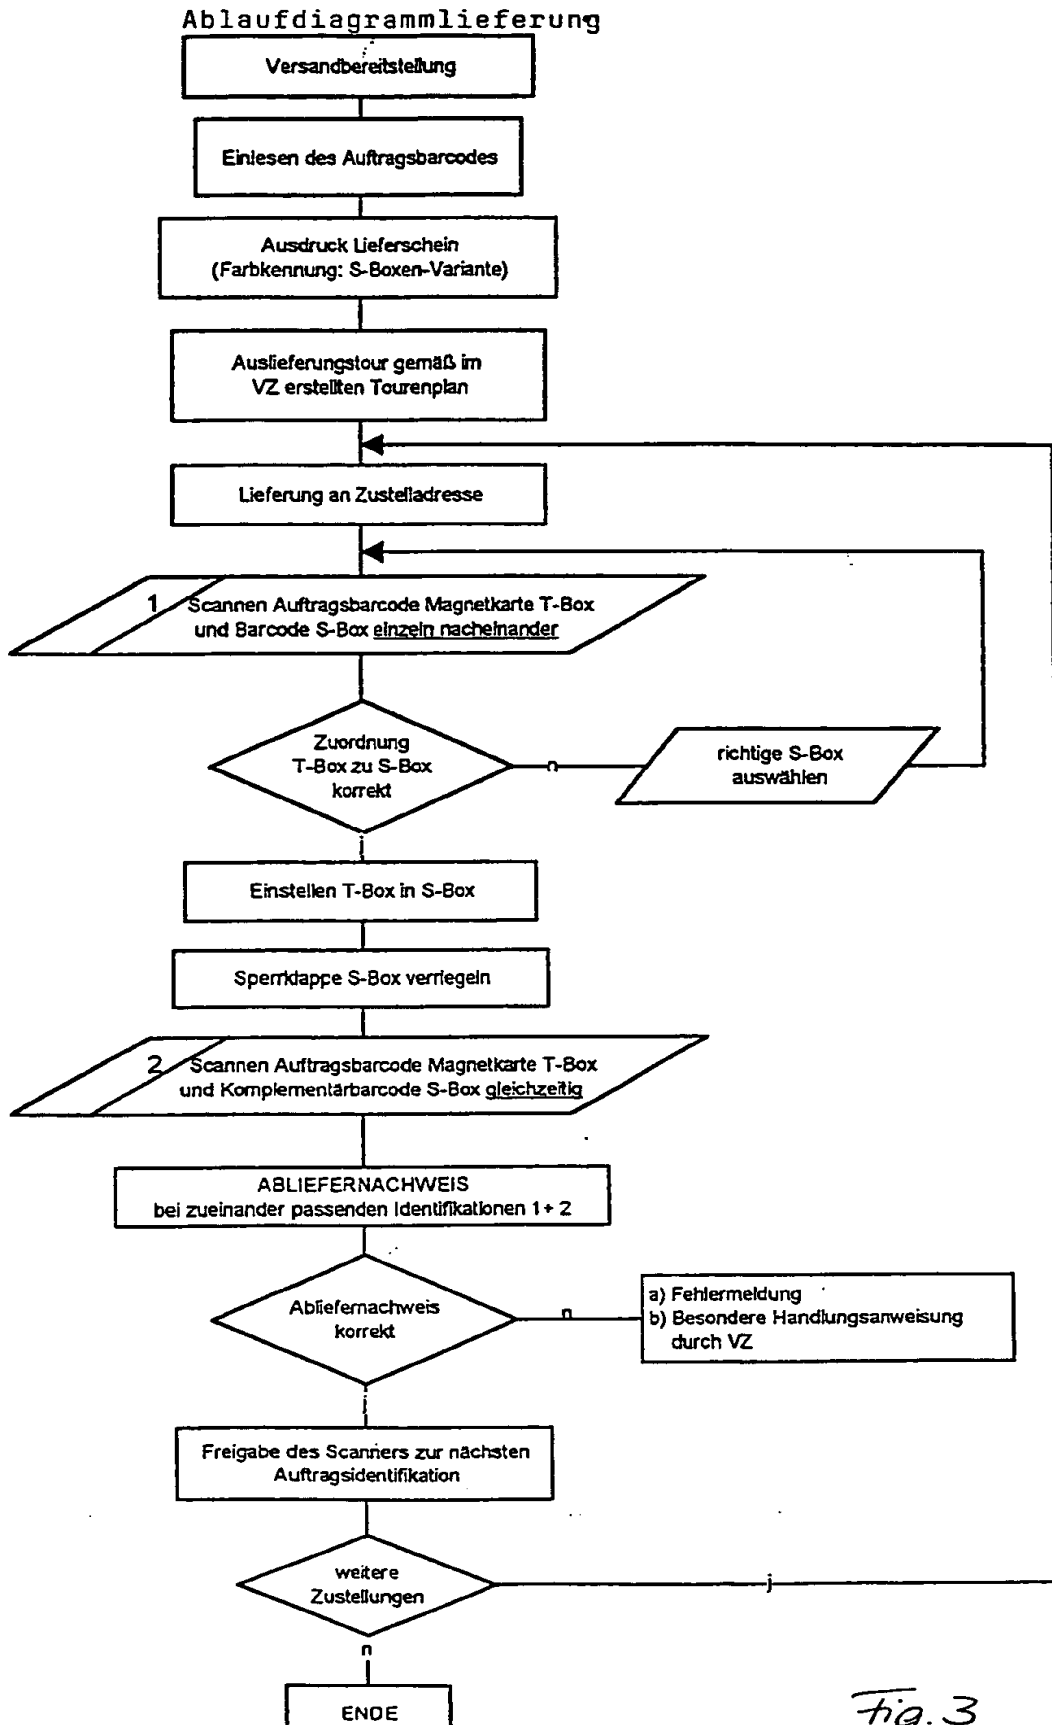 Ablaufdiagrammlieferung
Versandbereitstellung
Einlesen des Auftragsbarcodes
Ausdruck Lieferschein
(Farbkennung: S-Boxen-Variante)
Auslieferungstour gemäß im
VZ erstellten Tourenplan
Lieferung an Zustelladresse
1 Scannen Auftragsbarcode Magnetkarte T-Box
und Barcode S-Box einzeln nacheinander
Zuordnung
T-Box zu S-Box
korrekt
n
richtige S-Box
auswählen
j
Einstellen T-Box in S-Box
Sperrklappe S-Box verriegeln
2 Scannen Auftragsbarcode Magnetkarte T-Box
und Komplementärbarcode S-Box gleichzeitig
ABLIEFERNACHWEIS
bei zueinander passenden Identifikationen 1+ 2
Abliefernachweis
korrekt
n
a) Fehlermeldung
b) Besondere Handlungsanweisung
durch VZ
j
Freigabe des Scanners zur nächsten
Auftragsidentifikation
weitere
Zustellungen
j
n
ENDE
Fig. 3